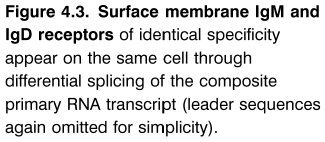 Figure 4.3. Surface membrane IgM and
IgD receptors of identical specificity
appear on the same cell through
differential splicing of the composite
primary RNA transcript (leader sequences
again omitted for simplicity).